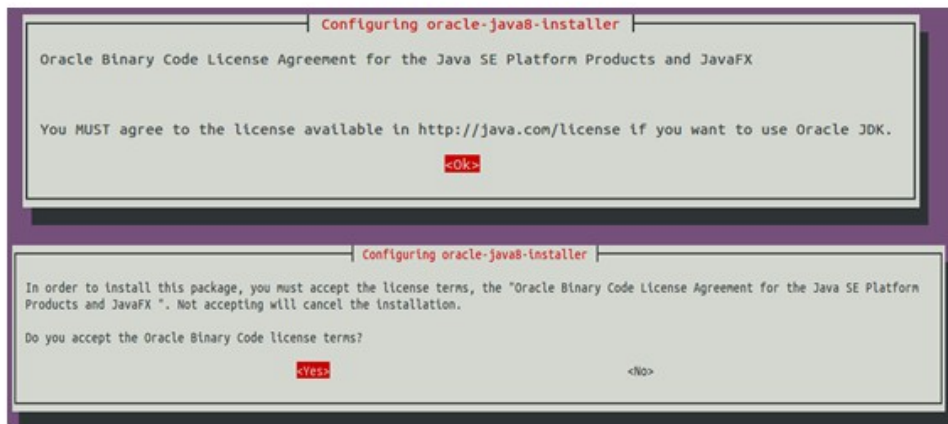 Configuring oracle-java8-installer
Oracle Binary Code License Agreement for the Java SE Platform Products and JavaFX
You MUST agree to the license available in http://java.com/license if you want to use Oracle JDK.
<Ok>
Configuring oracle-java8-installer
In order to install this package, you must accept the license terms, the "Oracle Binary Code License Agreement for the Java SE Platform
Products and JavaFX ". Not accepting will cancel the installation.
Do you accept the Oracle Binary Code license terms?
<Yes> <No>